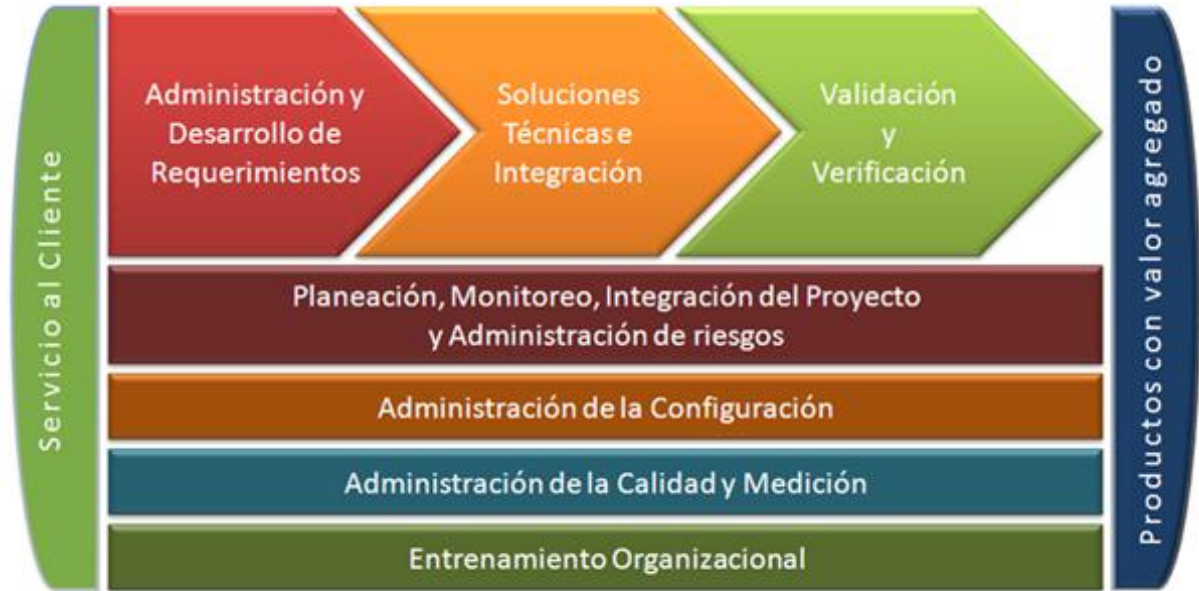 Servicio al Cliente
Administración y
Desarrollo de
Requerimientos
Soluciones
Técnicas e
Integración
Validación
y
Verificación
Planeación, Monitoreo, Integración del Proyecto
y Administración de riesgos
Administración de la Configuración
Administración de la Calidad y Medición
Entrenamiento Organizacional
Productos con valor agregado